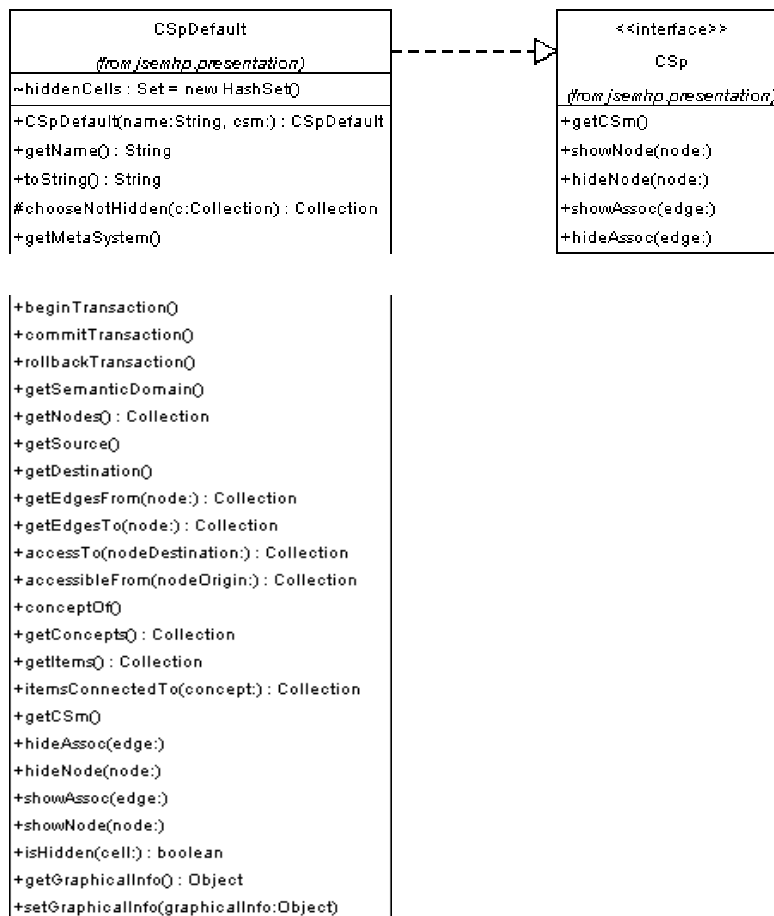 CSpDefault
(from jsemhp.presentation)
~hiddenCells : Set = new HashSet()
+CSpDefault(name:String, csm:) : CSpDefault
+getName() : String
+toString() : String
#chooseNotHidden(c:Collection) : Collection
+getMetaSystem()
<<interface>>
CSp
(from jsemhp.presentation)
+getCSm()
+showNode(node:)
+hideNode(node:)
+showAssoc(edge:)
+hideAssoc(edge:)
+beginTransaction()
+commitTransaction()
+rollbackTransaction()
+getSemanticDomain()
+getNodes() : Collection
+getSource()
+getDestination()
+getEdgesFrom(node:) : Collection
+getEdgesTo(node:) : Collection
+accessTo(nodeDestination:) : Collection
+accessibleFrom(nodeOrigin:) : Collection
+conceptOf()
+getConcepts() : Collection
+getItems() : Collection
+itemsConnectedTo(concept:) : Collection
+getCSm()
+hideAssoc(edge:)
+hideNode(node:)
+showAssoc(edge:)
+showNode(node:)
+isHidden(cell:) : boolean
+getGraphicalInfo() : Object
+setGraphicalInfo(graphicalInfo:Object)